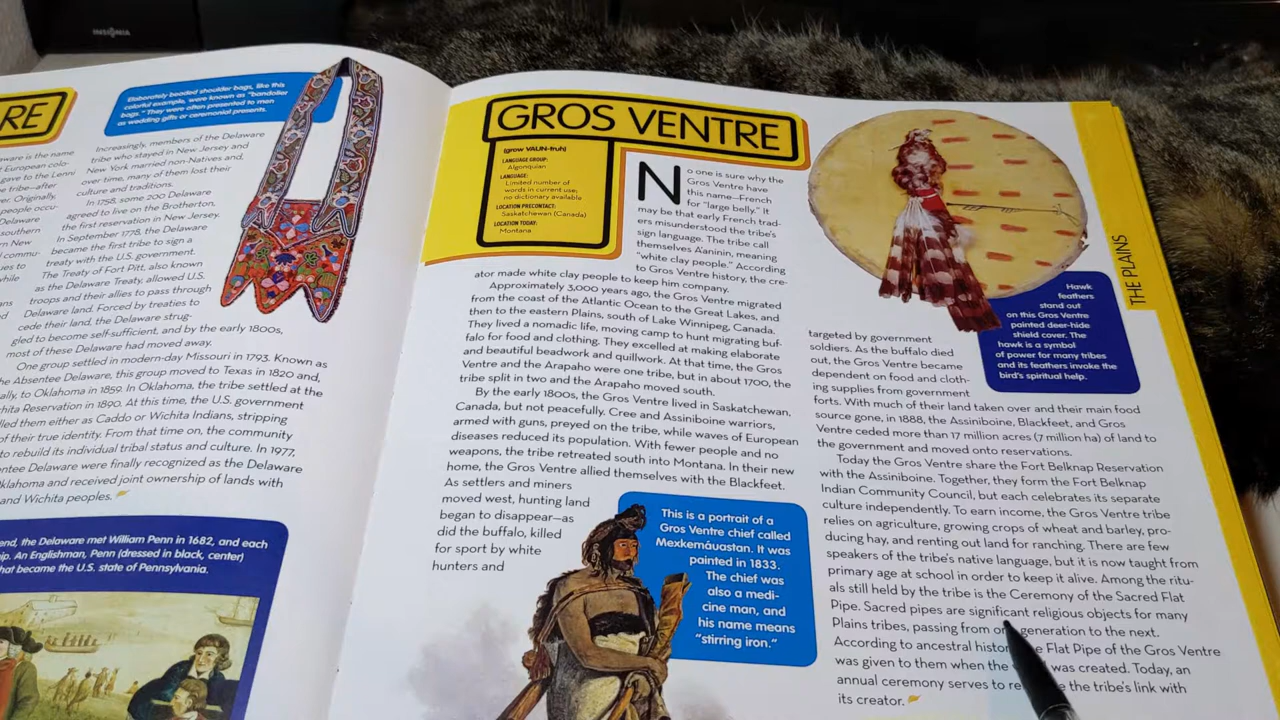 INSIGNIA
RE
Elaborately beaded shoulder bags, like this
colorful example, were known as "bandolier
bags." They were often presented to men
as wedding gifts or ceremonial presents.
ware is the name
European colo-
gave to the Lenni
e tribe—after
er. Originally,
people occu-
Delaware
southern
rn New
commu-
ues to
while
Increasingly, members of the Delaware
tribe who stayed in New Jersey and
New York married non-Natives and,
over time, many of them lost their
culture and traditions.
In 1758, some 200 Delaware
agreed to live on the Brotherton,
the first reservation in New Jersey.
In September 1778, the Delaware
became the first tribe to sign a
treaty with the U.S. government.
The Treaty of Fort Pitt, also known
as the Delaware Treaty, allowed U.S.
troops and their allies to pass through
Delaware land. Forced by treaties to
cede their land, the Delaware strug-
gled to become self-sufficient, and by the early 1800s,
most of these Delaware had moved away.
One group settled in modern-day Missouri in 1793. Known as
he Absentee Delaware, this group moved to Texas in 1820 and,
ally, to Oklahoma in 1859. In Oklahoma, the tribe settled at the
hita Reservation in 1890. At this time, the U.S. government
lled them either as Caddo or Wichita Indians, stripping
of their true identity. From that time on, the community
to rebuild its individual tribal status and culture. In 1977,
entee Delaware were finally recognized as the Delaware
Oklahoma and received joint ownership of lands with
and Wichita peoples.
end, the Delaware met William Penn in 1682, and each
ip. An Englishman, Penn (dressed in black, center)
hat became the U.S. state of Pennsylvania.
GROS VENTRE
(grow VAUN-truh)
LANGUAGE GROUP:
Algonquian
LANGUAGE:
Limited number of
words in current use;
no dictionary available
LOCATION PRECONTACT:
Saskatchewan (Canada)
LOCATION TODAY:
Montana
No one is sure why the
Gros Ventre have
this name—French
for "large belly." It
may be that early French trad-
ers misunderstood the tribe's
sign language. The tribe call
themselves A'aninin, meaning
"white clay people." According
to Gros Ventre history, the cre-
ator made white clay people to keep him company.
Approximately 3,000 years ago, the Gros Ventre migrated
from the coast of the Atlantic Ocean to the Great Lakes, and
then to the eastern Plains, south of Lake Winnipeg, Canada.
They lived a nomadic life, moving camp to hunt migrating buf-
falo for food and clothing. They excelled at making elaborate
and beautiful beadwork and quillwork. At that time, the Gros
Ventre and the Arapaho were one tribe, but in about 1700, the
tribe split in two and the Arapaho moved south.
By the early 1800s, the Gros Ventre lived in Saskatchewan,
Canada, but not peacefully. Cree and Assiniboine warriors,
armed with guns, preyed on the tribe, while waves of European
diseases reduced its population. With fewer people and no
weapons, the tribe retreated south into Montana. In their new
home, the Gros Ventre allied themselves with the Blackfeet.
As settlers and miners
moved west, hunting land
began to disappear—as
did the buffalo, killed
for sport by white
hunters and
This is a portrait of a
Gros Ventre chief called
Mexkemáuastan. It was
painted in 1833.
The chief was
also a medi-
cine man, and
his name means
"stirring iron."
THE PLAINS
Hawk
feathers
stand out
on this Gros Ventre
painted deer-hide
shield cover. The
hawk is a symbol
of power for many tribes
and its feathers invoke the
bird's spiritual help.
targeted by government
soldiers. As the buffalo died
out, the Gros Ventre became
dependent on food and cloth-
ing supplies from government
forts. With much of their land taken over and their main food
source gone, in 1888, the Assiniboine, Blackfeet, and Gros
Ventre ceded more than 17 million acres (7 million ha) of land to
the government and moved onto reservations.
Today the Gros Ventre share the Fort Belknap Reservation
with the Assiniboine. Together, they form the Fort Belknap
Indian Community Council, but each celebrates its separate
culture independently. To earn income, the Gros Ventre tribe
relies on agriculture, growing crops of wheat and barley, pro-
ducing hay, and renting out land for ranching. There are few
speakers of the tribe's native language, but it is now taught from
primary age at school in order to keep it alive. Among the ritu-
als still held by the tribe is the Ceremony of the Sacred Flat
Pipe. Sacred pipes are significant religious objects for many
Plains tribes, passing from one generation to the next.
According to ancestral histor e Flat Pipe of the Gros Ventre
was given to them when the was created. Today, an
annual ceremony serves to re e the tribe's link with
its creator.